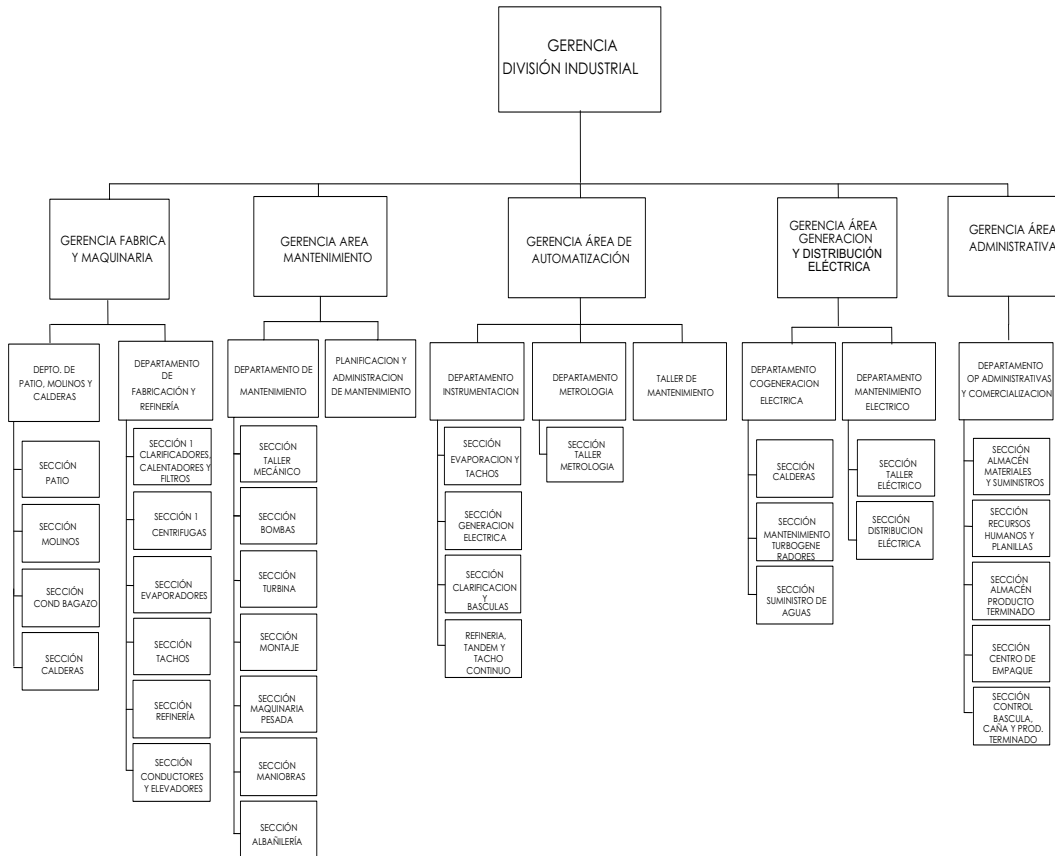 GERENCIA
DIVISIÓN INDUSTRIAL
GERENCIA FABRICA
Y MAQUINARIA
GERENCIA AREA
MANTENIMIENTO
GERENCIA ÁREA DE
AUTOMATIZACIÓN
GERENCIA ÁREA
GENERACION
Y DISTRIBUCIÓN
ELÉCTRICA
GERENCIA ÁREA
ADMINISTRATIVA
DEPTO. DE
PATIO, MOLINOS Y
CALDERAS
DEPARTAMENTO
DE
FABRICACIÓN Y
REFINERÍA
DEPARTAMENTO DE
MANTENIMIENTO
PLANIFICACION Y
ADMINISTRACION
DE MANTENIMIENTO
DEPARTAMENTO
INSTRUMENTACION
DEPARTAMENTO
METROLOGIA
TALLER DE
MANTENIMIENTO
DEPARTAMENTO
COGENERACION
ELECTRICA
DEPARTAMENTO
MANTENIMIENTO
ELECTRICO
DEPARTAMENTO
OP ADMINISTRATIVAS
Y COMERCIALIZACION
SECCIÓN
PATIO
SECCIÓN
MOLINOS
SECCIÓN
COND BAGAZO
SECCIÓN
CALDERAS
SECCIÓN 1
CLARIFICADORES,
CALENTADORES Y
FILTROS
SECCIÓN 1
CENTRIFUGAS
SECCIÓN
EVAPORADORES
SECCIÓN
TACHOS
SECCIÓN
REFINERÍA
SECCIÓN
CONDUCTORES
Y ELEVADORES
SECCIÓN
TALLER
MECÁNICO
SECCIÓN
BOMBAS
SECCIÓN
TURBINA
SECCIÓN
MONTAJE
SECCIÓN
MAQUINARIA
PESADA
SECCIÓN
MANIOBRAS
SECCIÓN
ALBAÑILERÍA
SECCIÓN
EVAPORACION Y
TACHOS
SECCIÓN
GENERACION
ELECTRICA
SECCIÓN
CLARIFICACION
Y
BASCULAS
REFINERIA,
TANDEM Y
TACHO
CONTINUO
SECCIÓN
TALLER
METROLOGIA
SECCIÓN
CALDERAS
SECCIÓN
MANTENIMIENTO
TURBOGENE
RADORES
SECCIÓN
SUMINISTRO DE
AGUAS
SECCIÓN
TALLER
ELÉCTRICO
SECCIÓN
DISTRIBUCION
ELÉCTRICA
SECCIÓN
ALMACÉN
MATERIALES
Y SUMINISTROS
SECCIÓN
RECURSOS
HUMANOS Y
PLANILLAS
SECCIÓN
ALMACÉN
PRODUCTO
TERMINADO
SECCIÓN
CENTRO DE
EMPAQUE
SECCIÓN
CONTROL
BASCULA,
CAÑA Y PROD.
TERMINADO